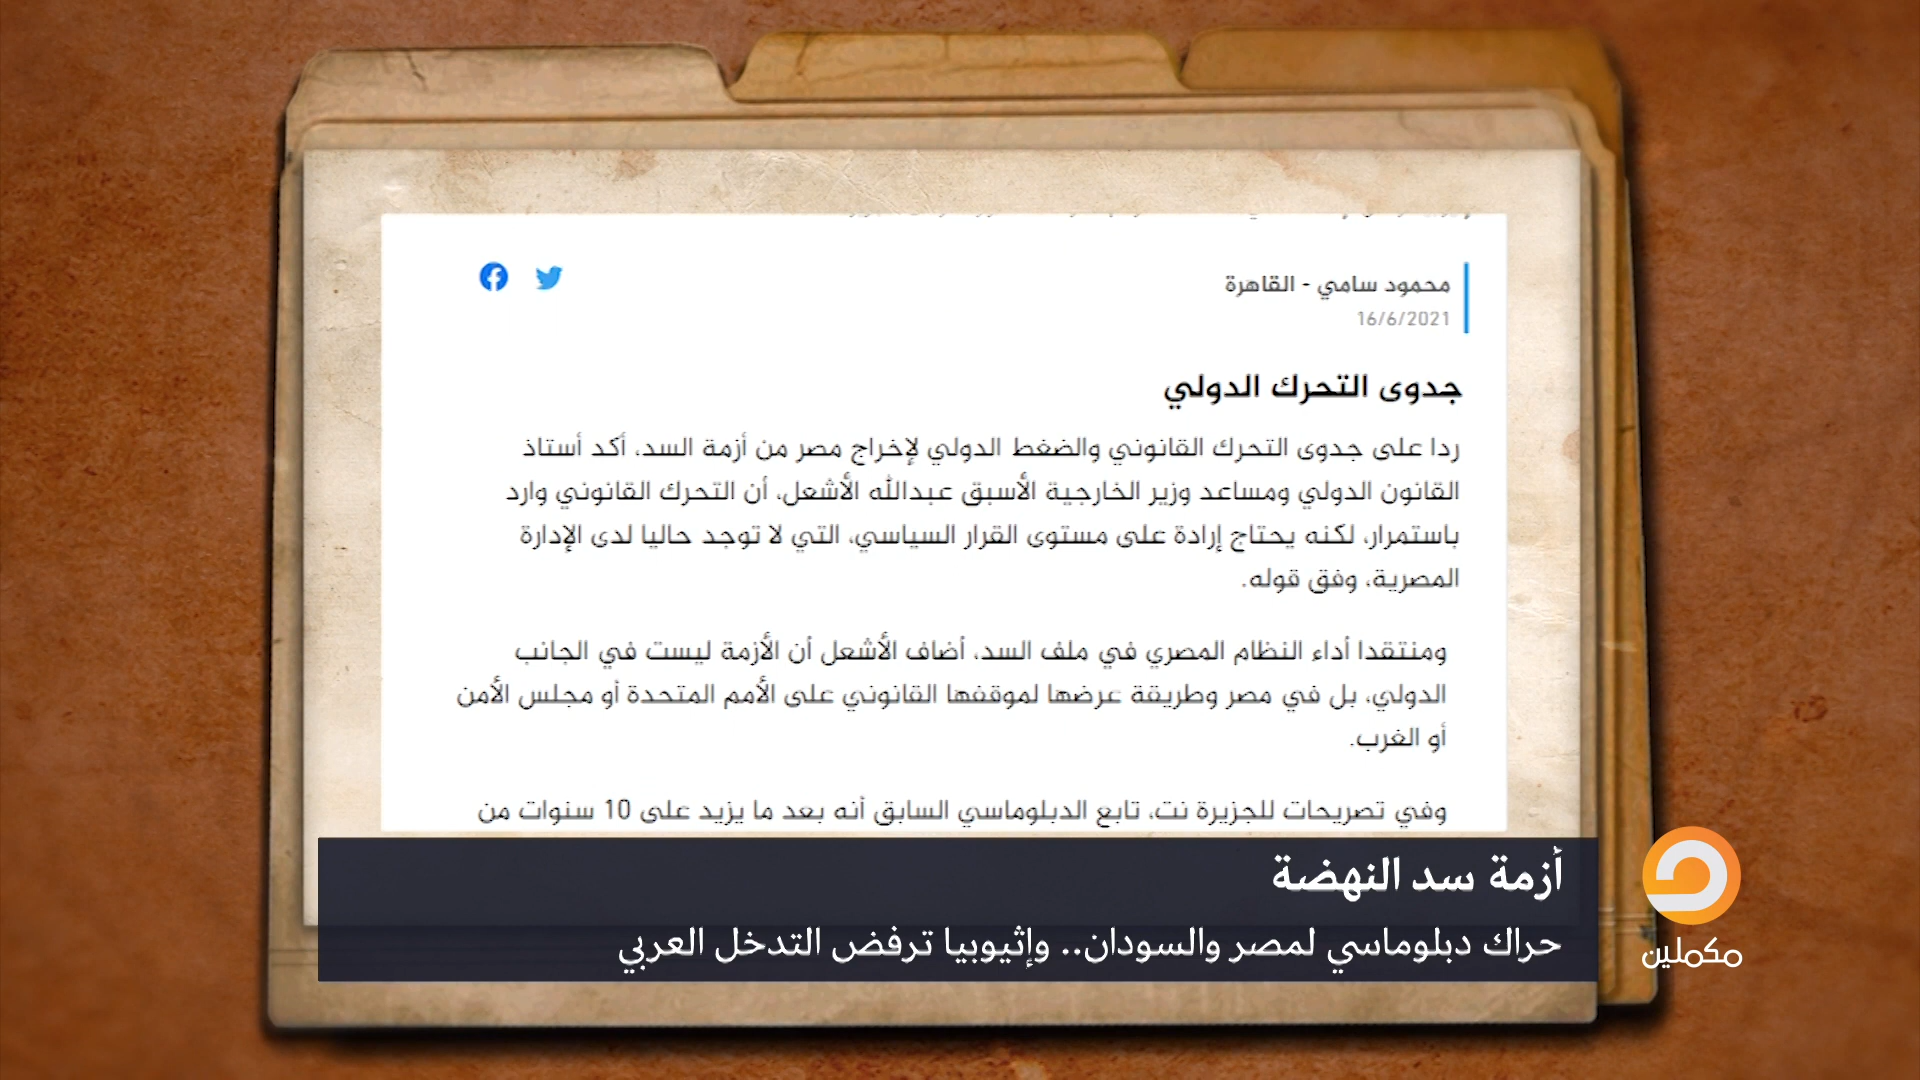 محمود سامي - القاهرة
16/6/2021
جدوى التحرك الدولي
ردا على جدوى التحرك القانوني والضغط الدولي لإخراج مصر من أزمة السد، أكد أستاذ
القانون الدولي ومساعد وزير الخارجية الأسبق عبدالله الأشعل، أن التحرك القانوني وارد
باستمرار، لكنه يحتاج إرادة على مستوى القرار السياسي، التي لا توجد حاليا لدى الإدارة
المصرية، وفق قوله.
ومنتقدا أداء النظام المصري في ملف السد، أضاف الأشعل أن الأزمة ليست في الجانب
الدولي، بل في مصر وطريقة عرضها لموقفها القانوني على الأمم المتحدة أو مجلس الأمن
أو الغرب.
وفي تصريحات للجزيرة نت، تابع الدبلوماسي السابق أنه بعد ما يزيد على 10 سنوات من
أزمة سد النهضة
حراك دبلوماسي لمصر والسودان.. وإثيوبيا ترفض التدخل العربي
مكملين